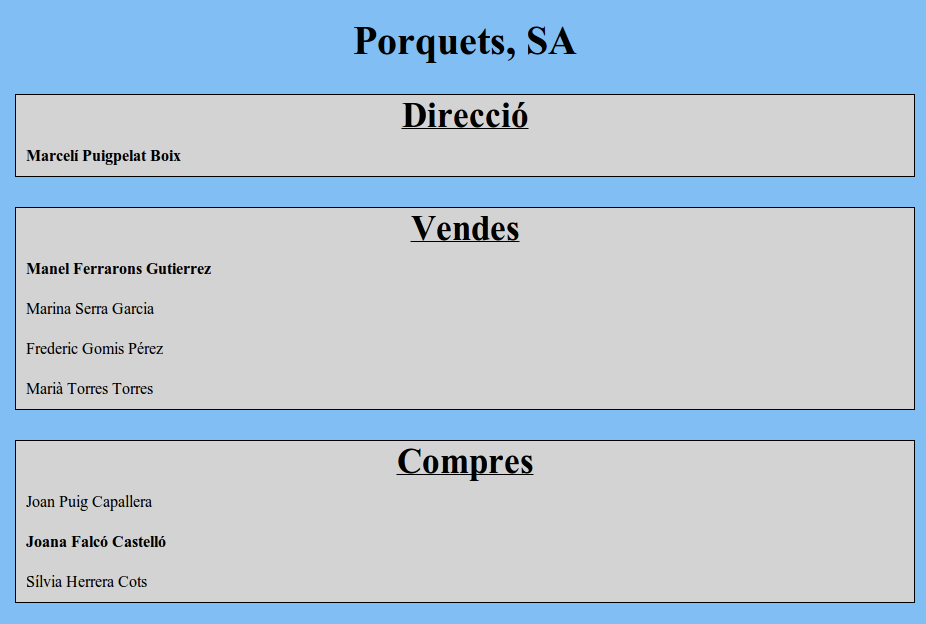 Porquets, SA
Direcció
Marcelí Puigpelat Boix
Vendes
Manel Ferrarons Gutierrez
Marina Serra Garcia
Frederic Gomis Pérez
Marià Torres Torres
Compres
Joan Puig Capallera
Joana Falcó Castelló
Sílvia Herrera Cots